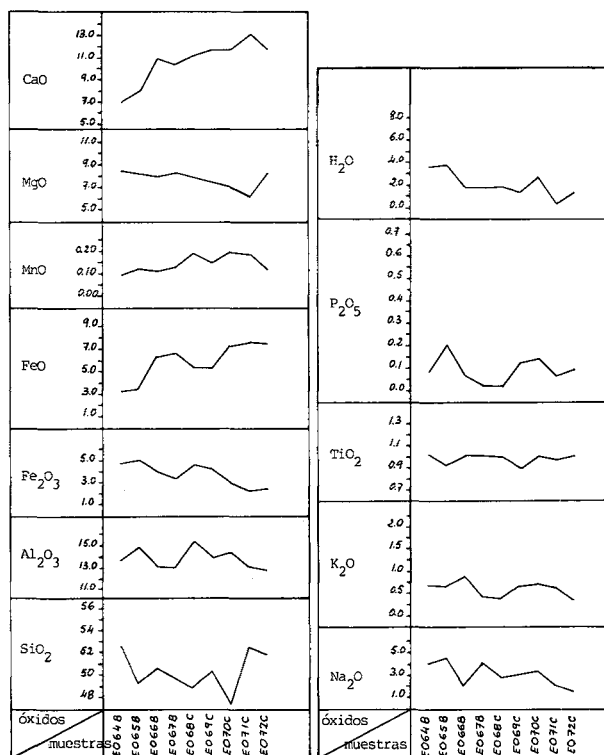 13.0
11.0
CaO
9.0
7.0
5.0
11.0
9.0
MgO
7.0
5.0
0.20
MnO
0.10
0.00
9.0
7.0
FeO
5.0
3.0
1.0
5.0
Fe2O3
3.0
1.0
15.0
Al2O3
13.0
11.0
56
54
SiO2
52
50
48
óxidos
muestras
E064B
E065B
E066B
E067B
E068C
E069C
E070C
E071C
E072C
8.0
6.0
H2O
4.0
2.0
0.0
0.7
0.6
0.5
P2O5
0.4
0.3
0.2
0.1
0.0
1.3
1.1
TiO2
0.9
0.7
2.0
1.5
K2O
1.0
0.5
0.0
5.0
Na2O
3.0
1.0
óxidos
muestras
E064B
E065B
E066B
E067B
E068C
E069C
E070C
E071C
E072C